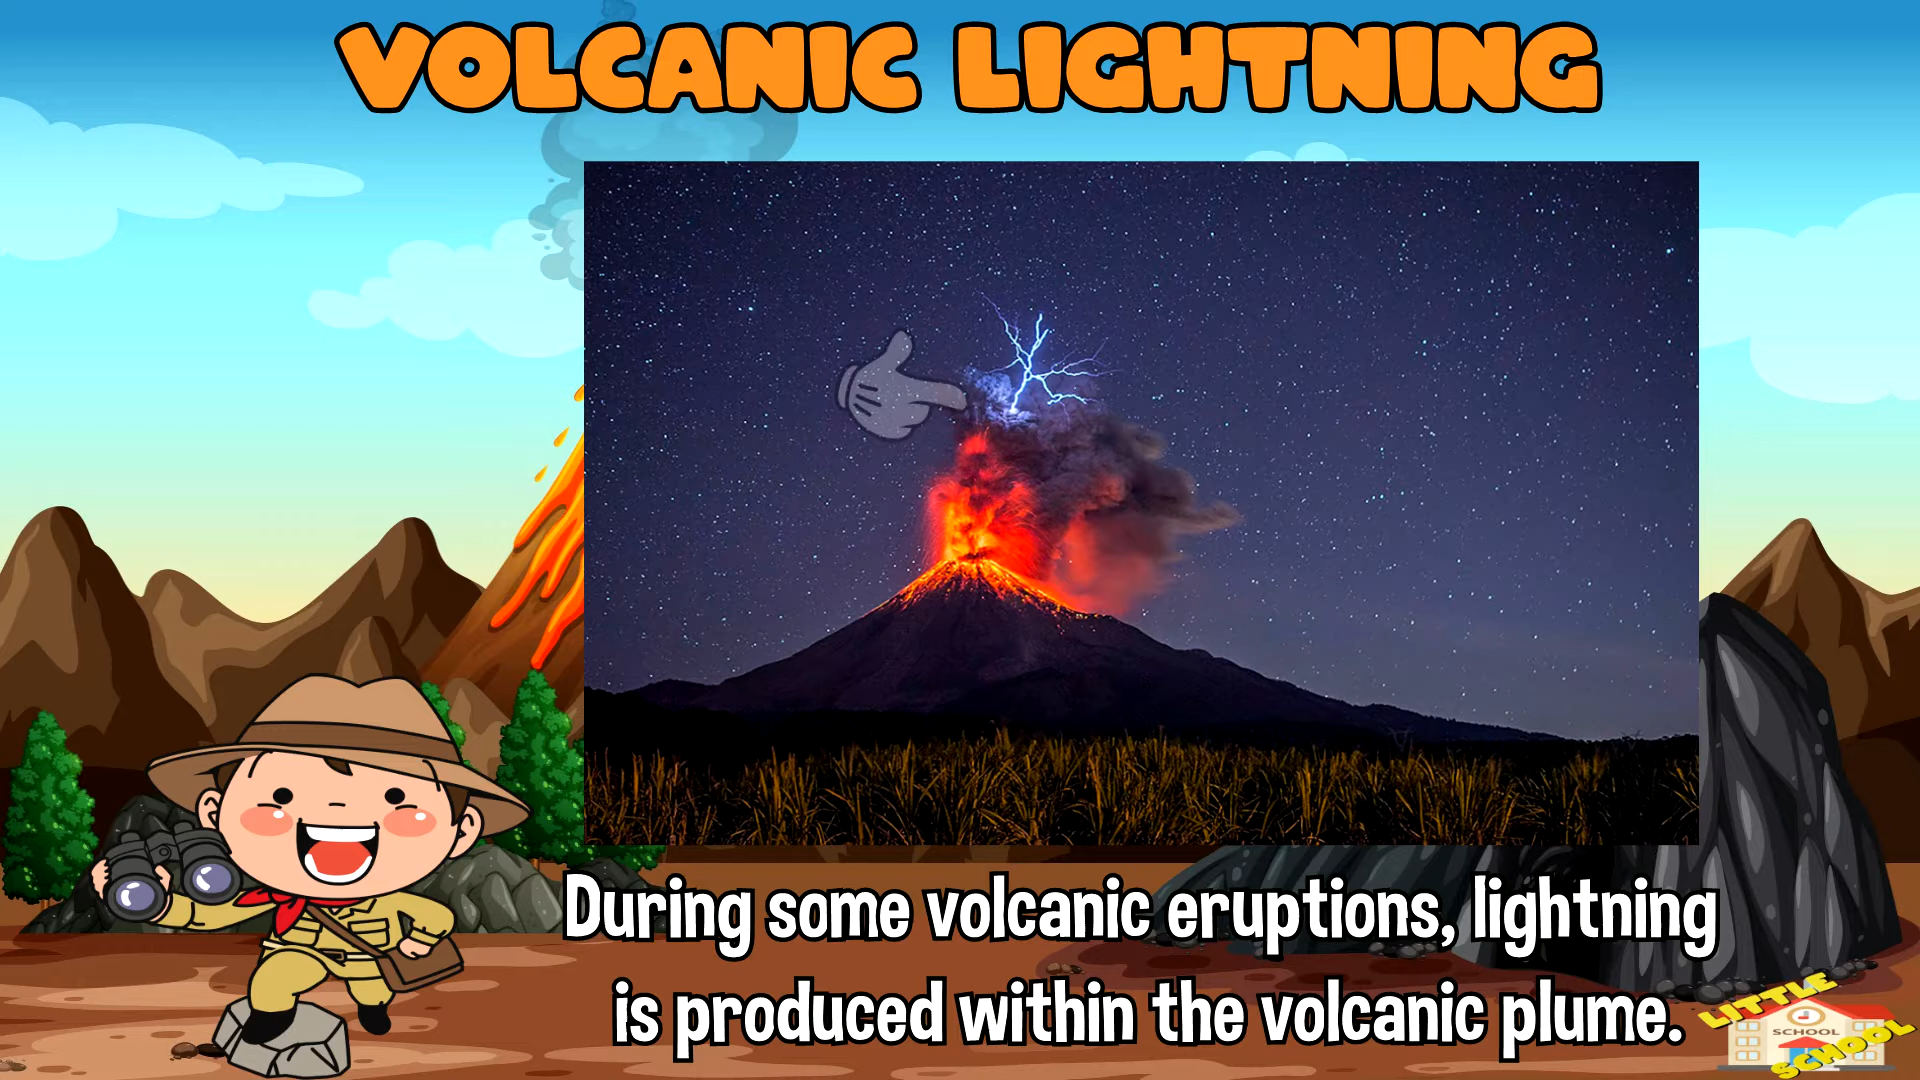 VOLCANIC LIGHTNING
During some volcanic eruptions, lightning
is produced within the volcanic plume.
LITTLE
SCHOOL
SCHOOL